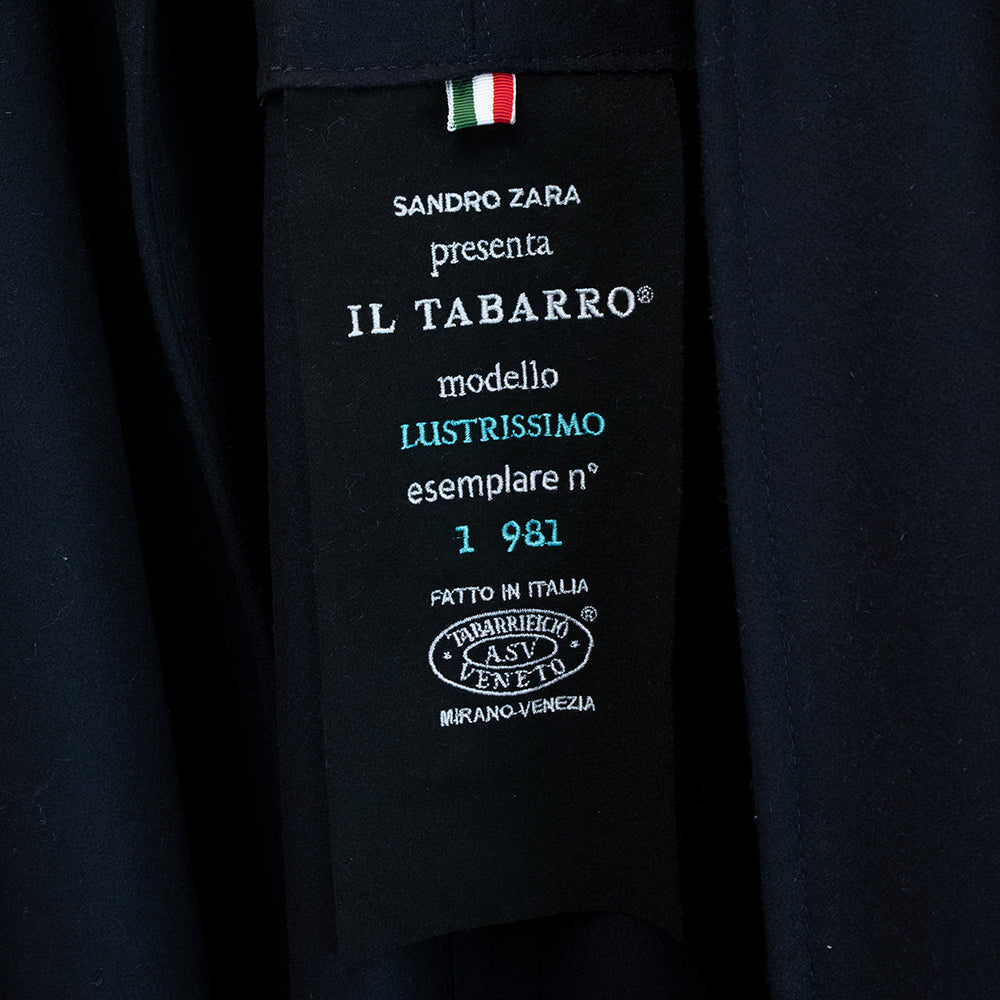 SANDRO ZARA
presenta
IL TABARRO®
modello
LUSTRISSIMO
esemplare n°
1 981
FATTO IN ITALIA
TABARRIFICIO ®
A.S.V
VENETO
MIRANO-VENEZIA